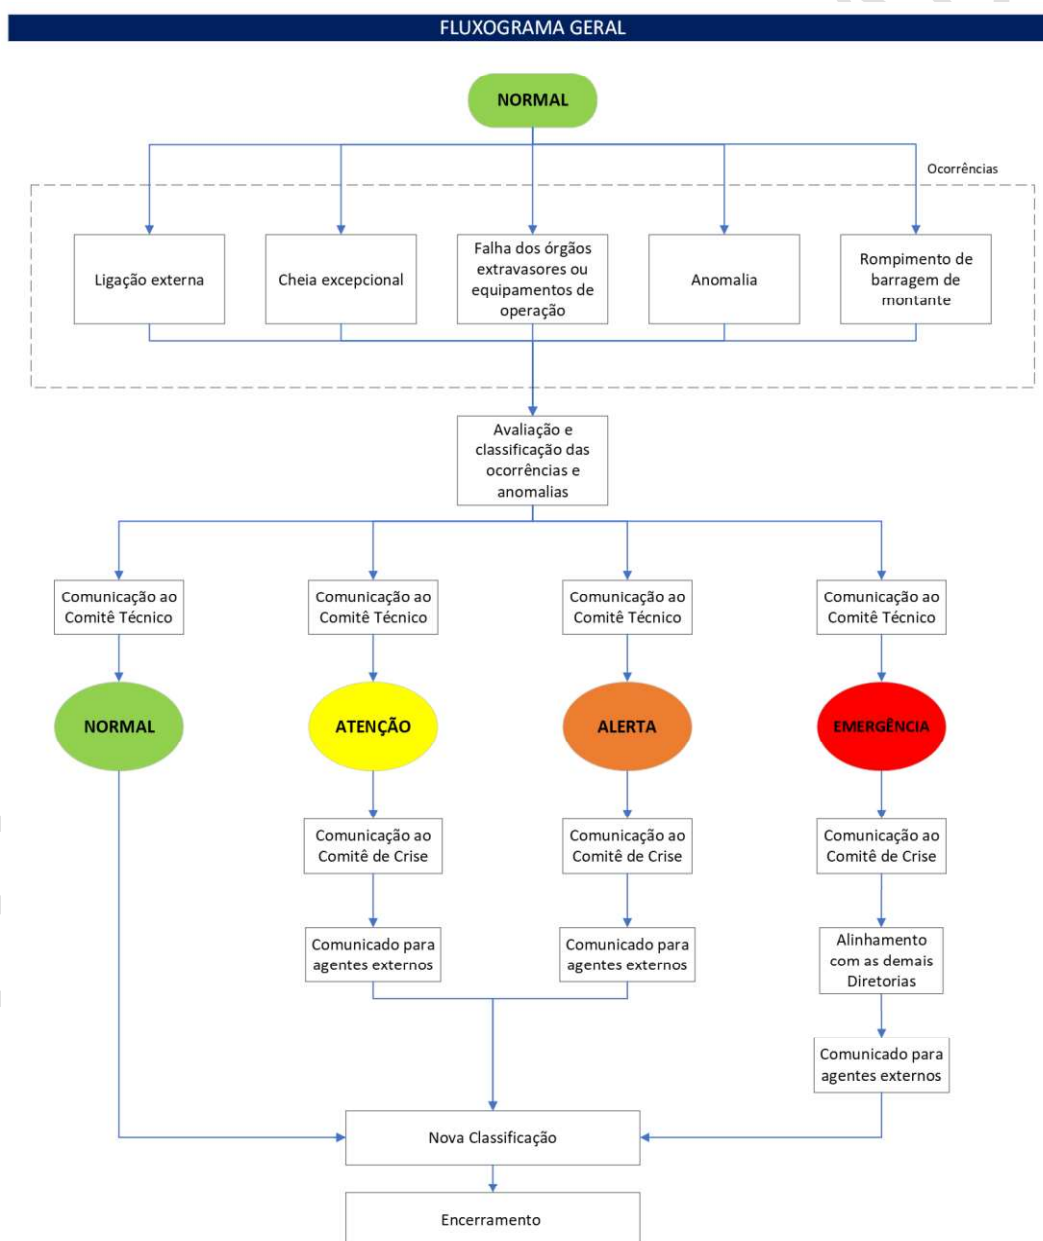 FLUXOGRAMA GERAL
NORMAL
Ocorrências
Ligação externa
Cheia excepcional
Falha dos órgãos
extravasores ou
equipamentos de
operação
Anomalia
Rompimento de
barragem de
montante
Avaliação e
classificação das
ocorrências e
anomalias
Comunicação ao
Comitê Técnico
Comunicação ao
Comitê Técnico
Comunicação ao
Comitê Técnico
Comunicação ao
Comitê Técnico
NORMAL
ATENÇÃO
ALERTA
EMERGÊNCIA
Comunicação ao
Comitê de Crise
Comunicação ao
Comitê de Crise
Comunicação ao
Comitê de Crise
Comunicado para
agentes externos
Comunicado para
agentes externos
Alinhamento
com as demais
Diretorias
Comunicado para
agentes externos
Nova Classificação
Encerramento